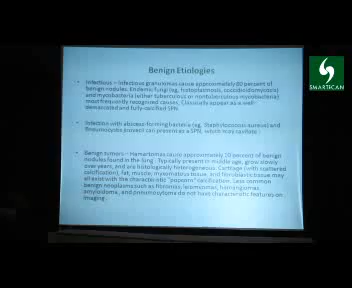 Benign Etiologies
• Infectious – Infectious granulomas cause approximately 80 percent of
benign nodules. Endemic fungi (eg, histoplasmosis, coccidioidomycosis)
and mycobacteria (either tuberculous or nontuberculous mycobacteria)
most frequently recognized causes. Classically appear as a well-
demarcated and fully-calcified SPN.
• Infection with abscess-forming bacteria (eg, Staphylococcus aureus) and
Pneumocystis jirovecii can present as a SPN, which may cavitate
• Benign tumors – Hamartomas cause approximately 10 percent of benign
nodules found in the lung. Typically present in middle age, grow slowly
over years, and are histologically heterogeneous. Cartilage (with scattered
calcification), fat, muscle, myxomatous tissue, and fibroblastic tissue may
all exist with the characteristic "popcorn" calcification. Less common
benign neoplasms such as fibromas, leiomyomas, hemangiomas,
amyloidoma, and pneumocytoma do not have characteristic features on
imaging.
SMARTSCAN